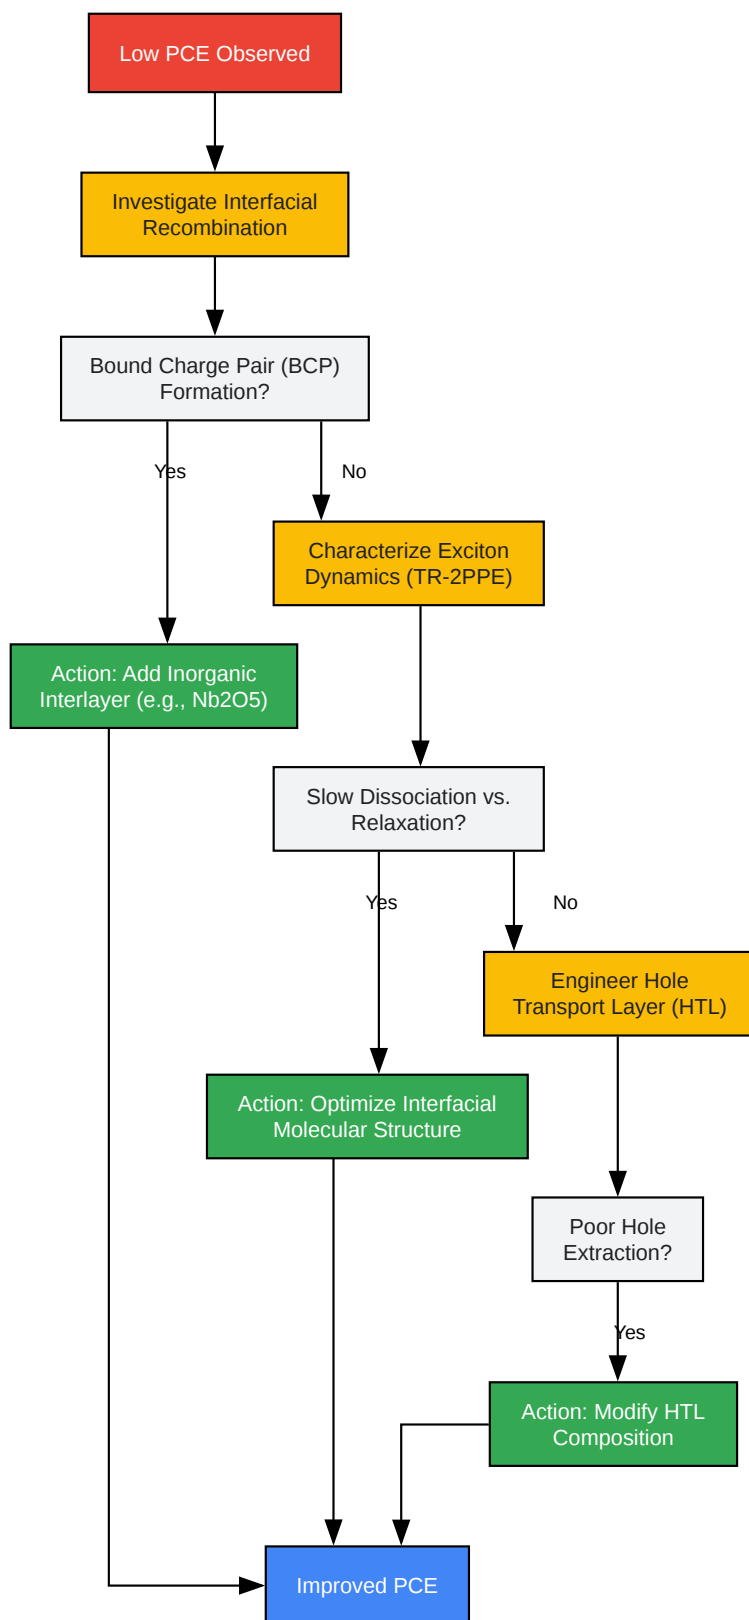 Low PCE Observed
Investigate Interfacial
Recombination
Bound Charge Pair (BCP)
Formation?
Yes
No
Characterize Exciton
Dynamics (TR-2PPE)
Action: Add Inorganic
Interlayer (e.g., Nb2O5)
Slow Dissociation vs.
Relaxation?
Yes
No
Engineer Hole
Transport Layer (HTL)
Action: Optimize Interfacial
Molecular Structure
Poor Hole
Extraction?
Yes
Action: Modify HTL
Composition
Improved PCE